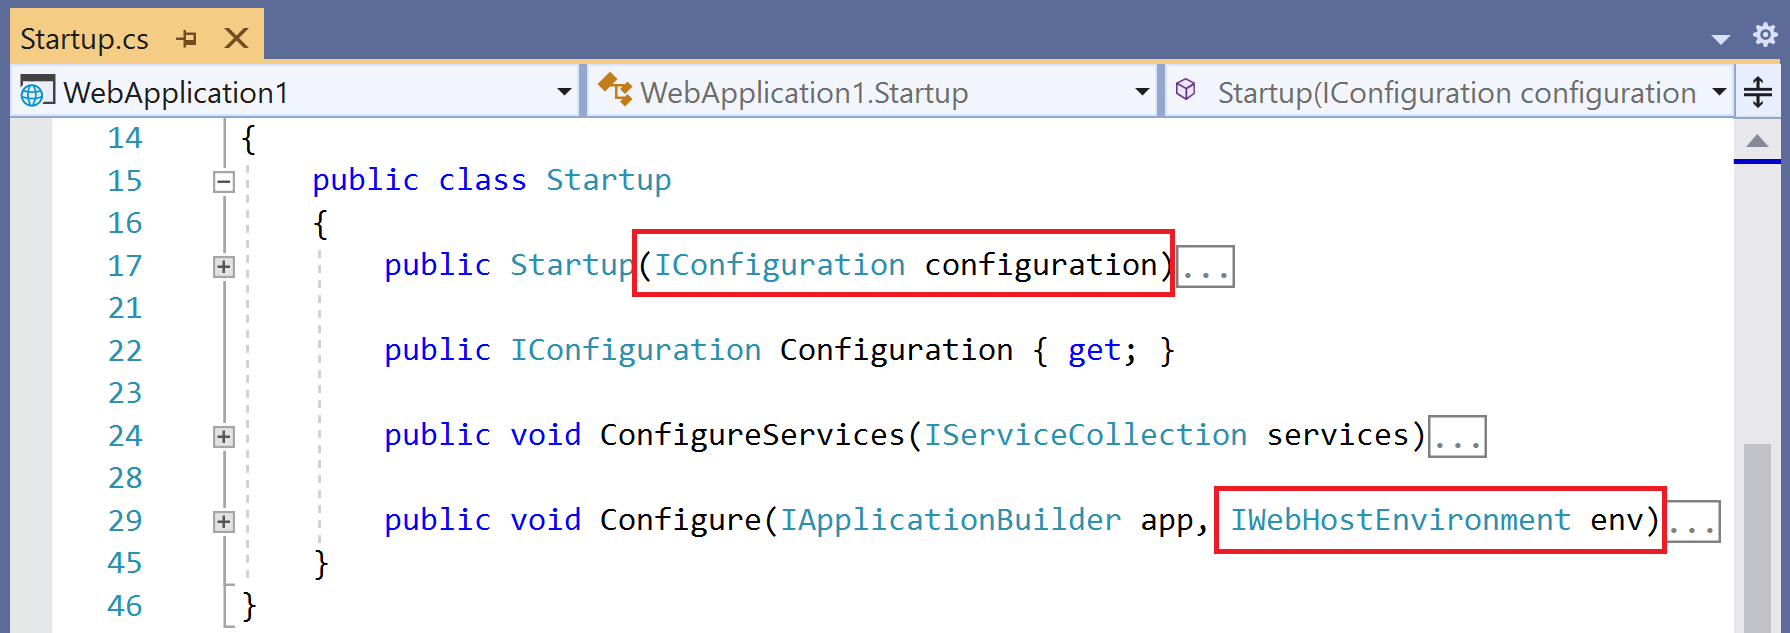 Startup.cs
WebApplication1 WebApplication1.Startup Startup(IConfiguration configuration
14 {
15 public class Startup
16 {
17 public Startup(IConfiguration configuration)...
21
22 public IConfiguration Configuration { get; }
23
24 public void ConfigureServices(IServiceCollection services)...
28
29 public void Configure(IApplicationBuilder app, IWebHostEnvironment env)...
45 }
46 }